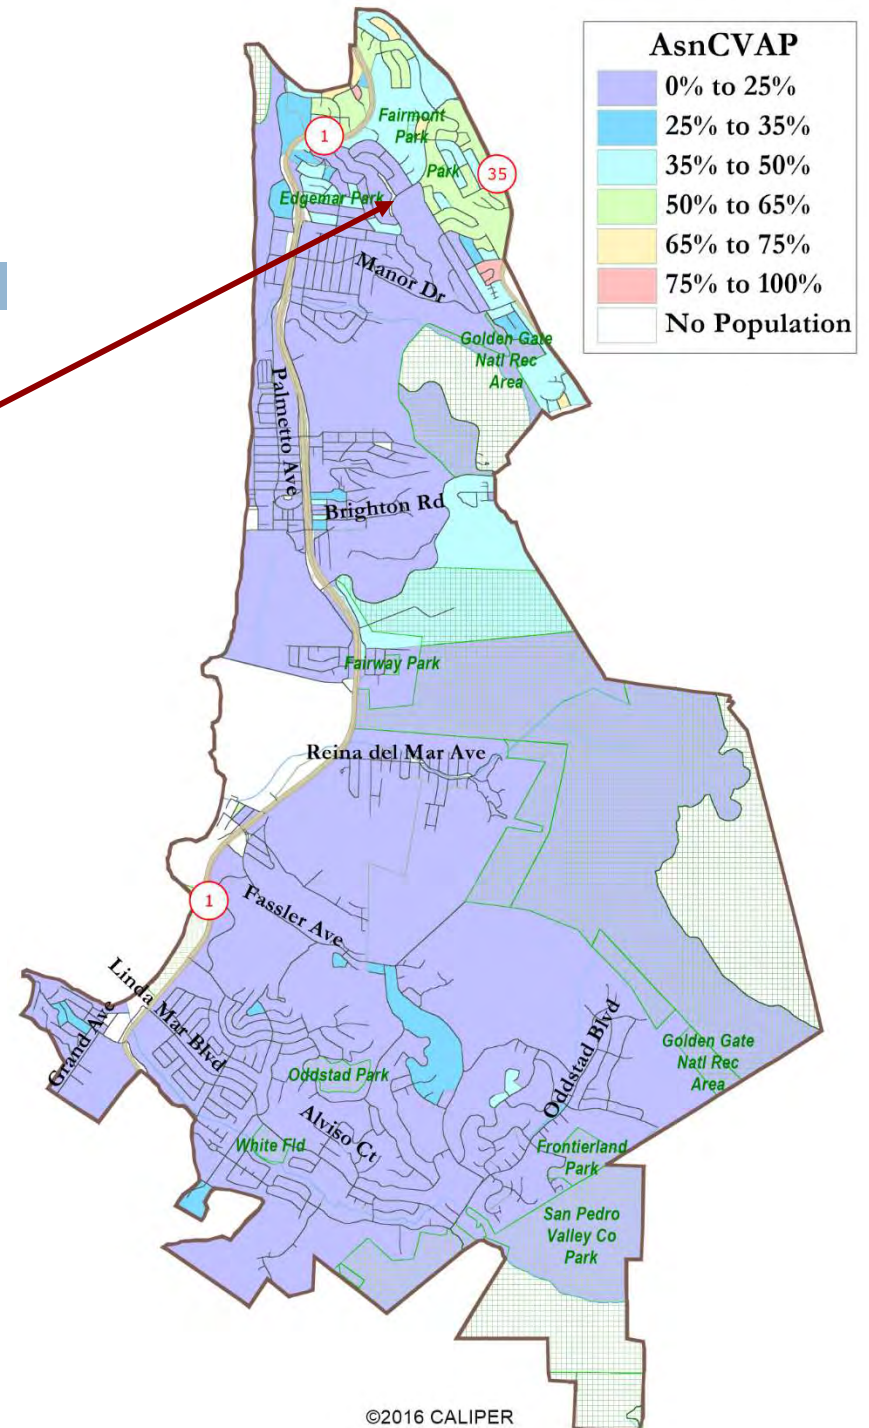 AsnCVAP
0% to 25%
25% to 35%
35% to 50%
50% to 65%
65% to 75%
75% to 100%
No Population
Fairmont
Park
1
Park
35
Edgemar Park
Manor Dr
Golden Gate
Natl Rec
Area
Palmetto Ave
Brighton Rd
Fairway Park
Reina del Mar Ave
1
Fassler Ave
Linda Mar Blvd
Grand Ave
Oddstad Blvd
Golden Gate
Natl Rec
Area
Oddstad Park
Alviso Ct
White Fld
Frontierland
Park
San Pedro
Valley Co
Park
©2016 CALIPER